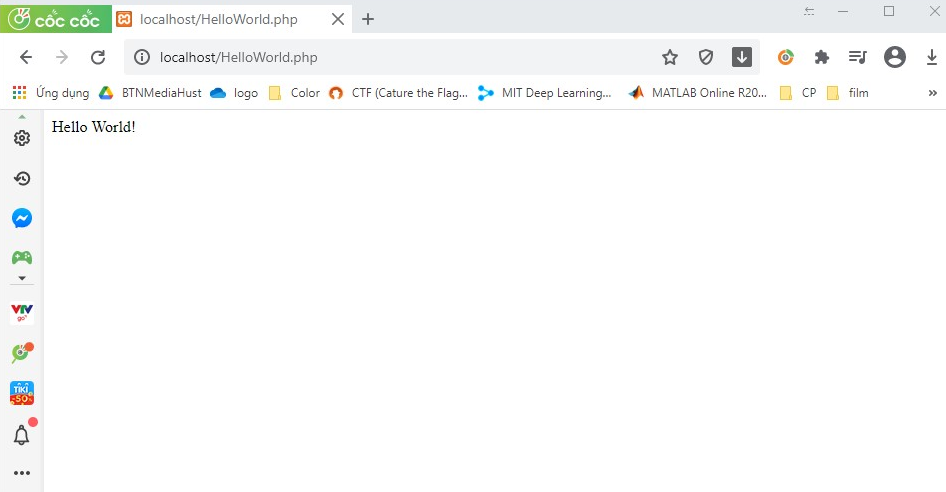 cốc cốc
localhost/HelloWorld.php
localhost/HelloWorld.php
Ứng dụng BTNMediaHust logo Color CTF (Cature the Flag... MIT Deep Learning... MATLAB Online R20... CP film »
Hello World!
VTV
go
TIKI
-50%